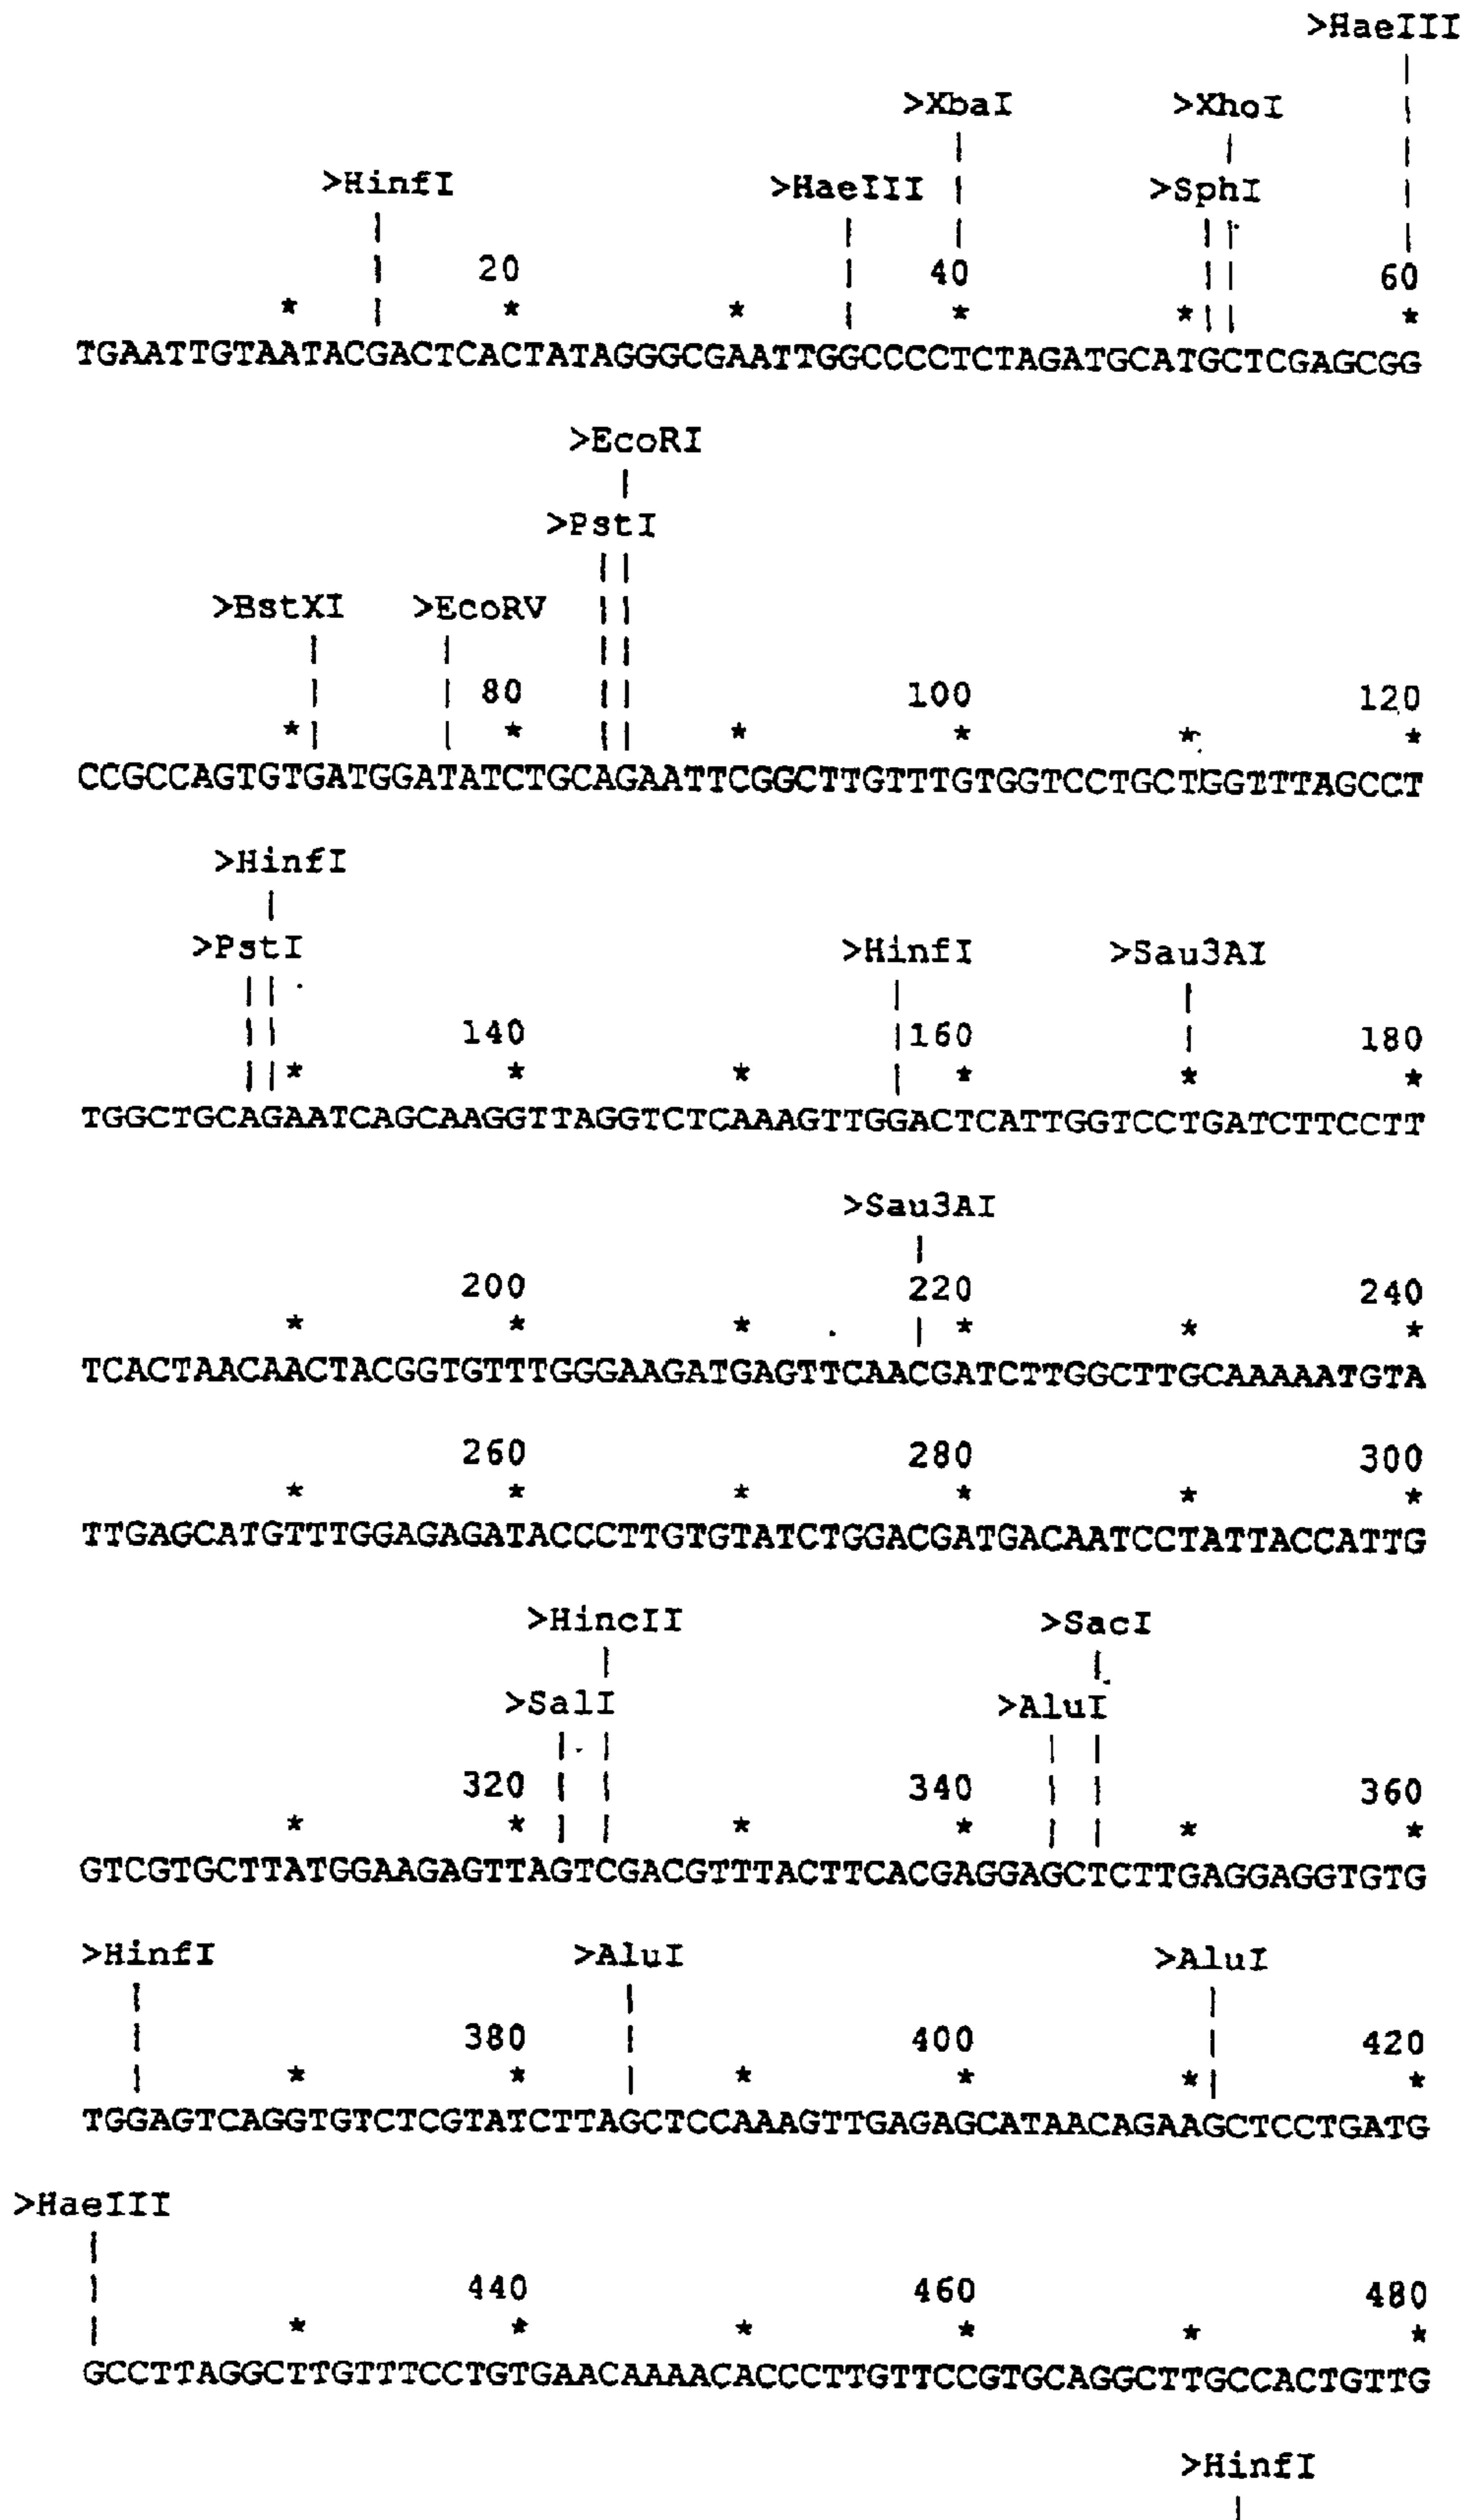 >HaeIII
>XbaI >XhoI
>HinfI >HaeIII >SphI
20 40 60
* * * * * *
TGAATTGTAATACGACTCACTATAGGGCGAATTGGCCCCTCTAGATGCATGCTCGAGCGG
>EcoRI
>PstI
>BstXI >EcoRV
80 100 120
* * * * * *
CCGCCAGTGTGATGGATATCTGCAGAATTCGGCTTGTTTGTGGTCCTGCTGGTTTAGCCT
>HinfI
>PstI >HinfI >Sau3AI
140 160 180
* * * * * *
TGGCTGCAGAATCAGCAAGGTTAGGTCTCAAAGTTGGACTCATTGGTCCTGATCTTCCTT
>Sau3AI
200 220 240
* * * * * *
TCACTAACAACTACGGTGTTTGGGAAGATGAGTTCAACGATCTTGGCTTGCAAAAATGTA
260 280 300
* * * * * *
TTGAGCATGTTTGGAGAGATACCCTTGTGTATCTGGACGATGACAATCCTATTACCATTG
>HincII >SacI
>SalI >AluI
320 340 360
* * * * * *
GTCGTGCTTATGGAAGAGTTAGTCGACGTTTACTTCACGAGGAGCTCTTGAGGAGGTGTG
>HinfI >AluI >AluI
380 400 420
* * * * * *
TGGAGTCAGGTGTCTCGTATCTTAGCTCCAAAGTTGAGAGCATAACAGAAGCTCCTGATG
>HaeIII
440 460 480
* * * * * *
GCCTTAGGCTTGTTTCCTGTGAACAAAACACCCTTGTTCCGTGCAGGCTTGCCACTGTTG
>HinfI